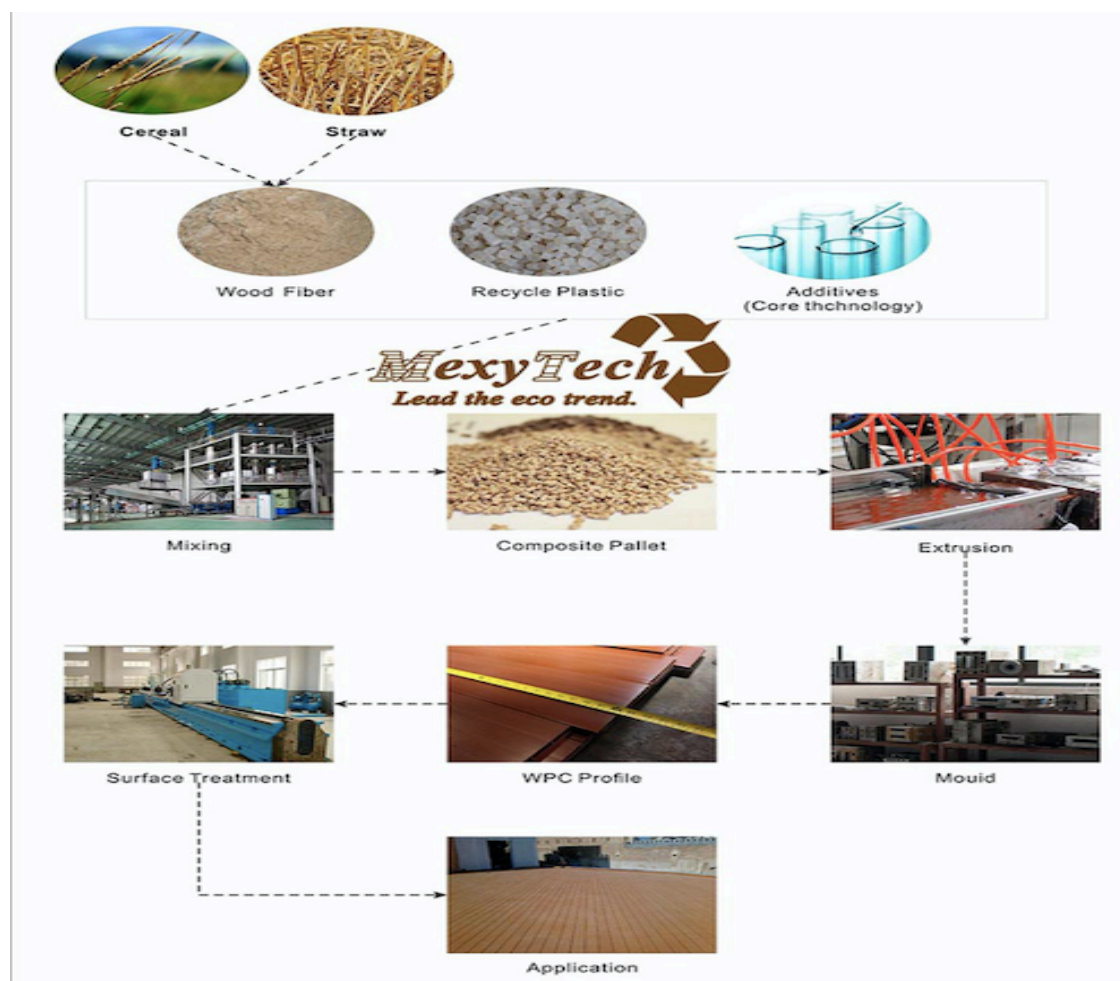 Cereal
Straw
Wood Fiber
Recycle Plastic
Additives
(Core thchnology)
MexyTech
Lead the eco trend.
Mixing
Composite Pallet
Extrusion
Surface Treatment
WPC Profile
Mouid
Application